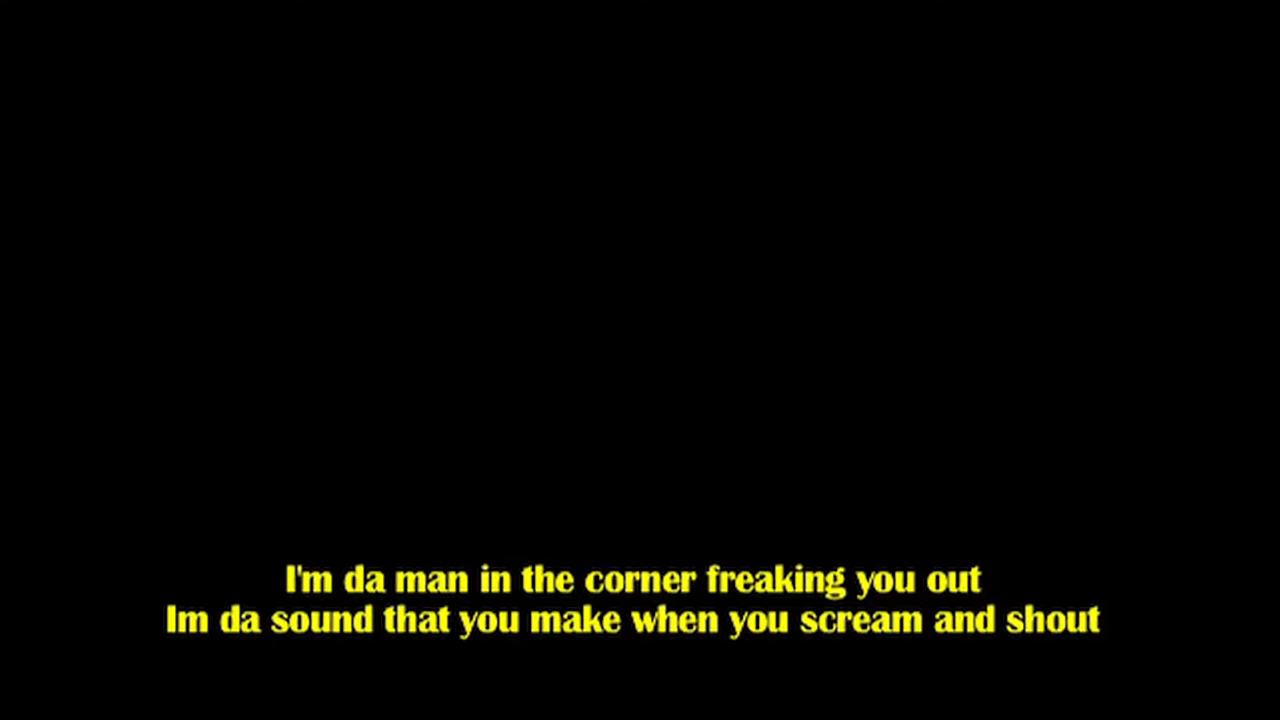 I'm da man in the corner freaking you out
Im da sound that you make when you scream and shout